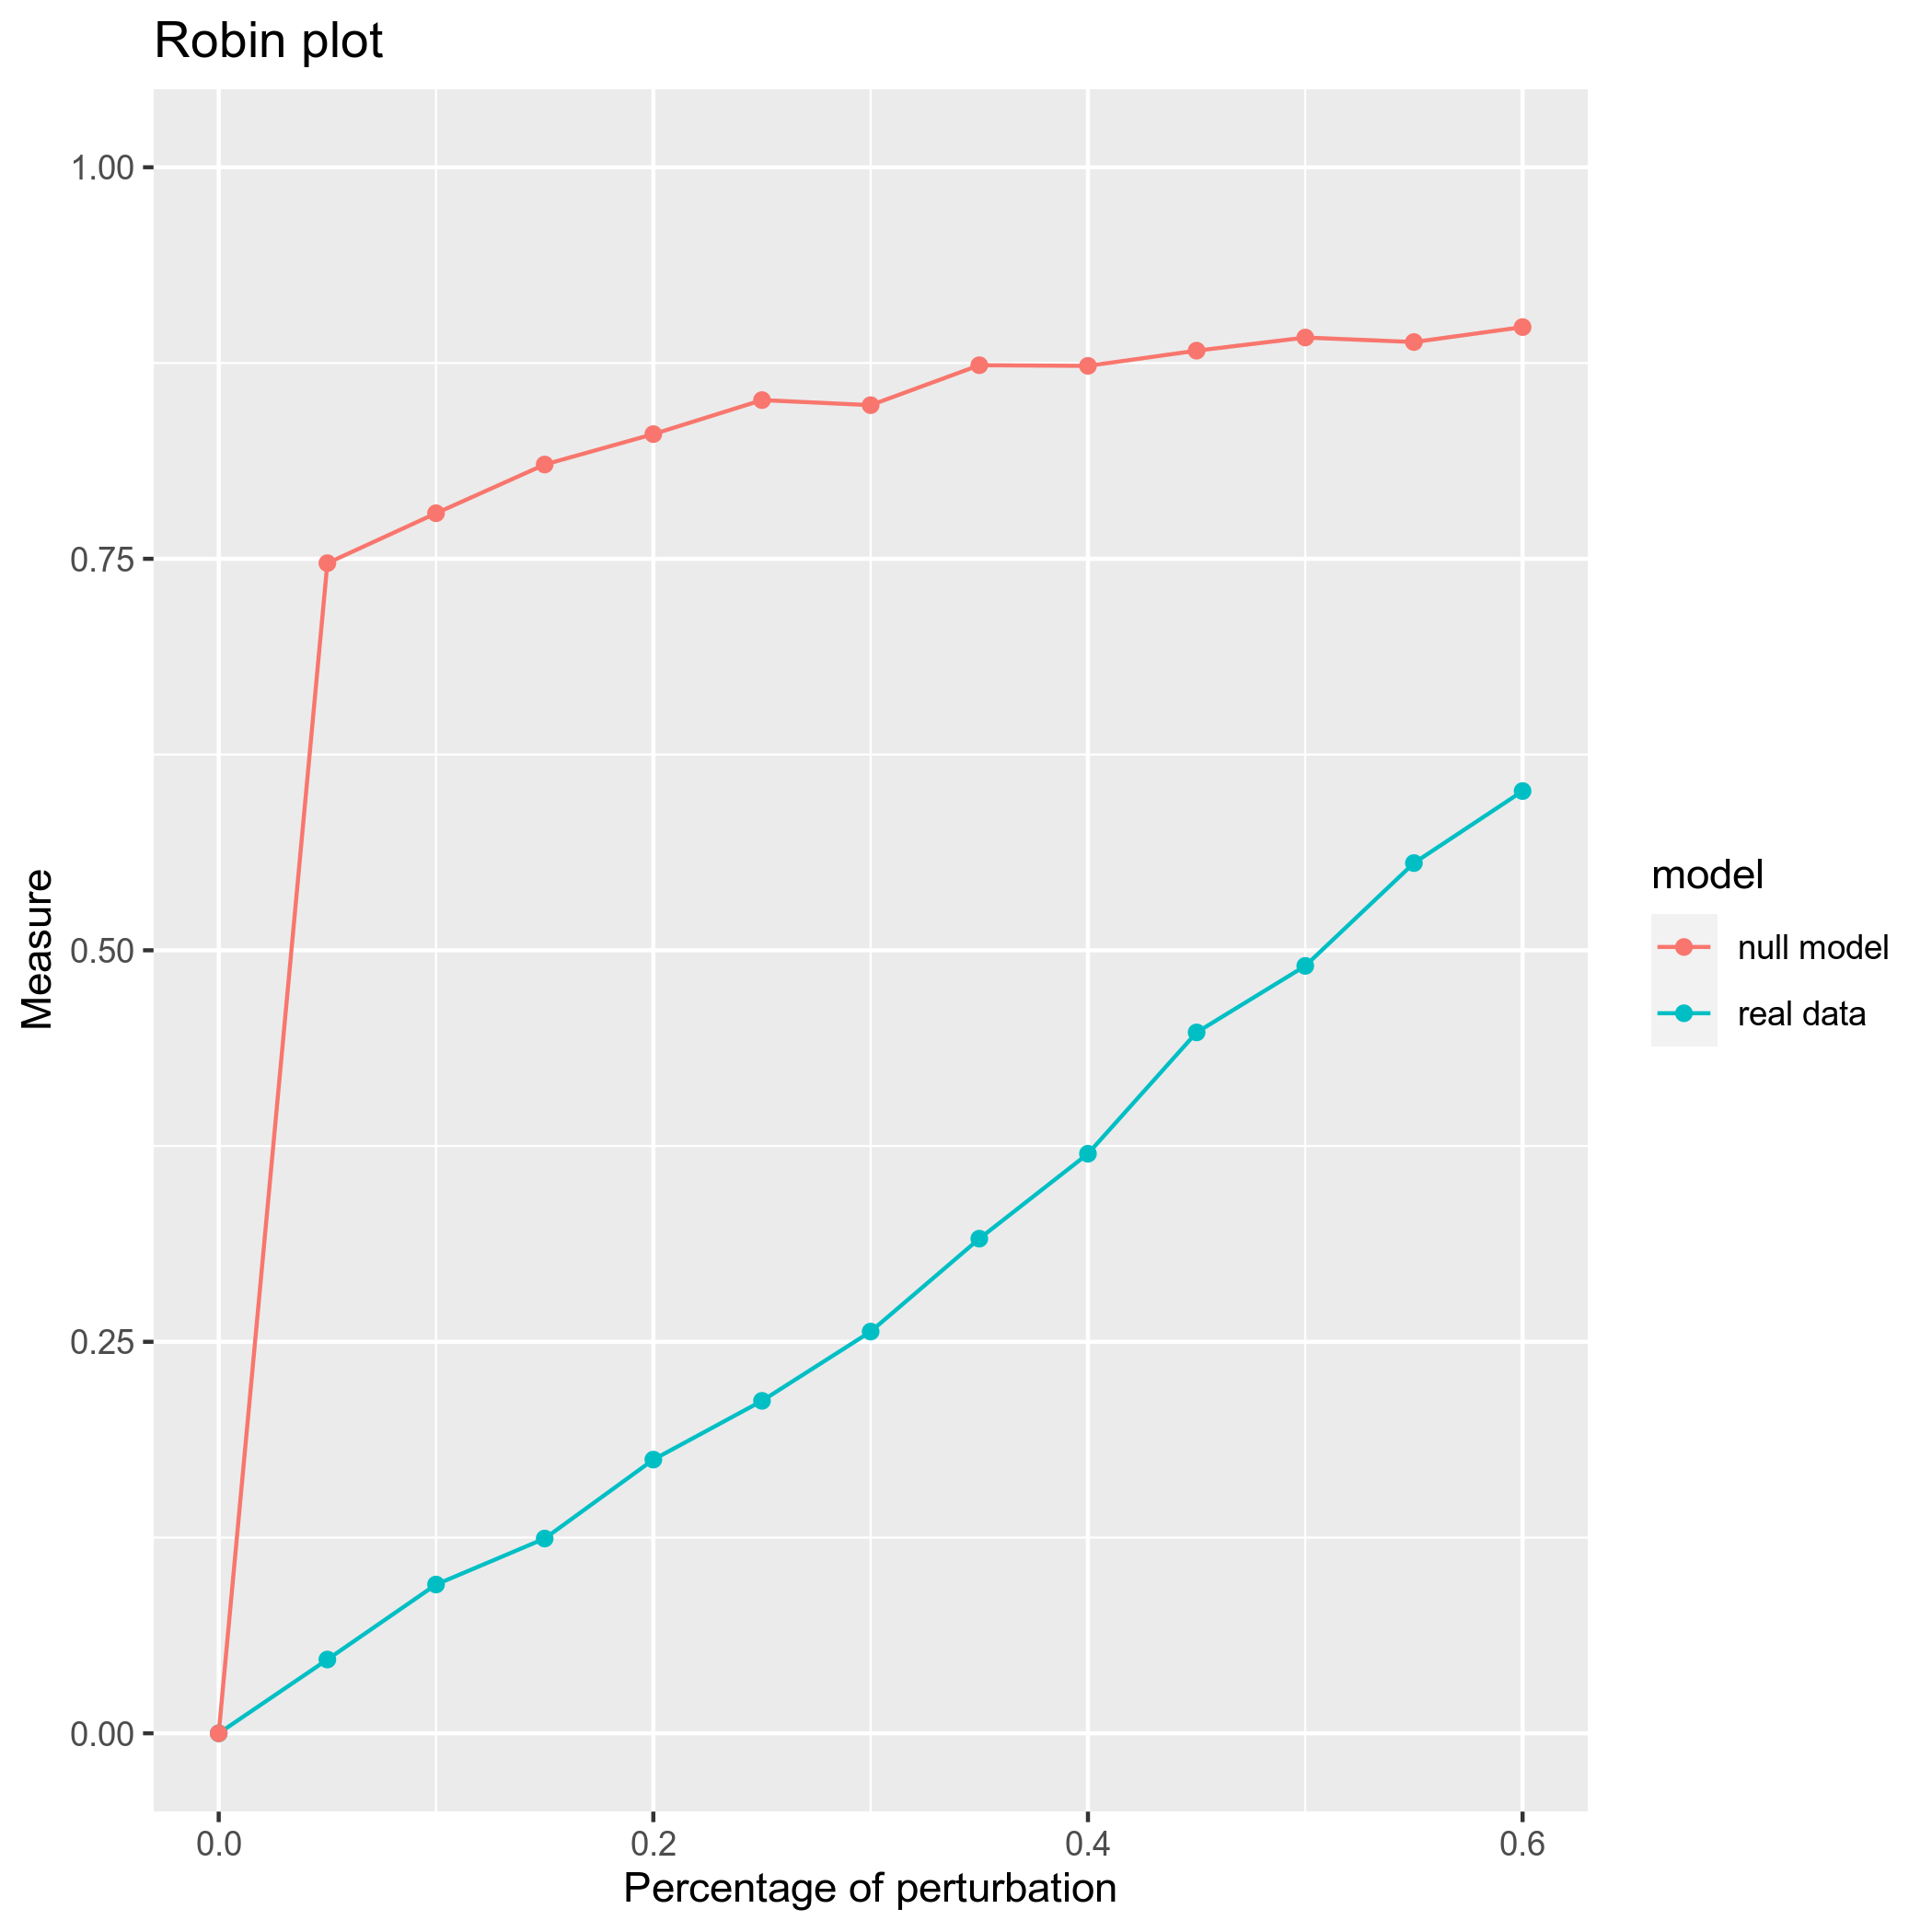 Robin plot
1.00
0.75
0.50
0.25
0.00
Measure
0.0 0.2 0.4 0.6
Percentage of perturbation
model
null model
real data